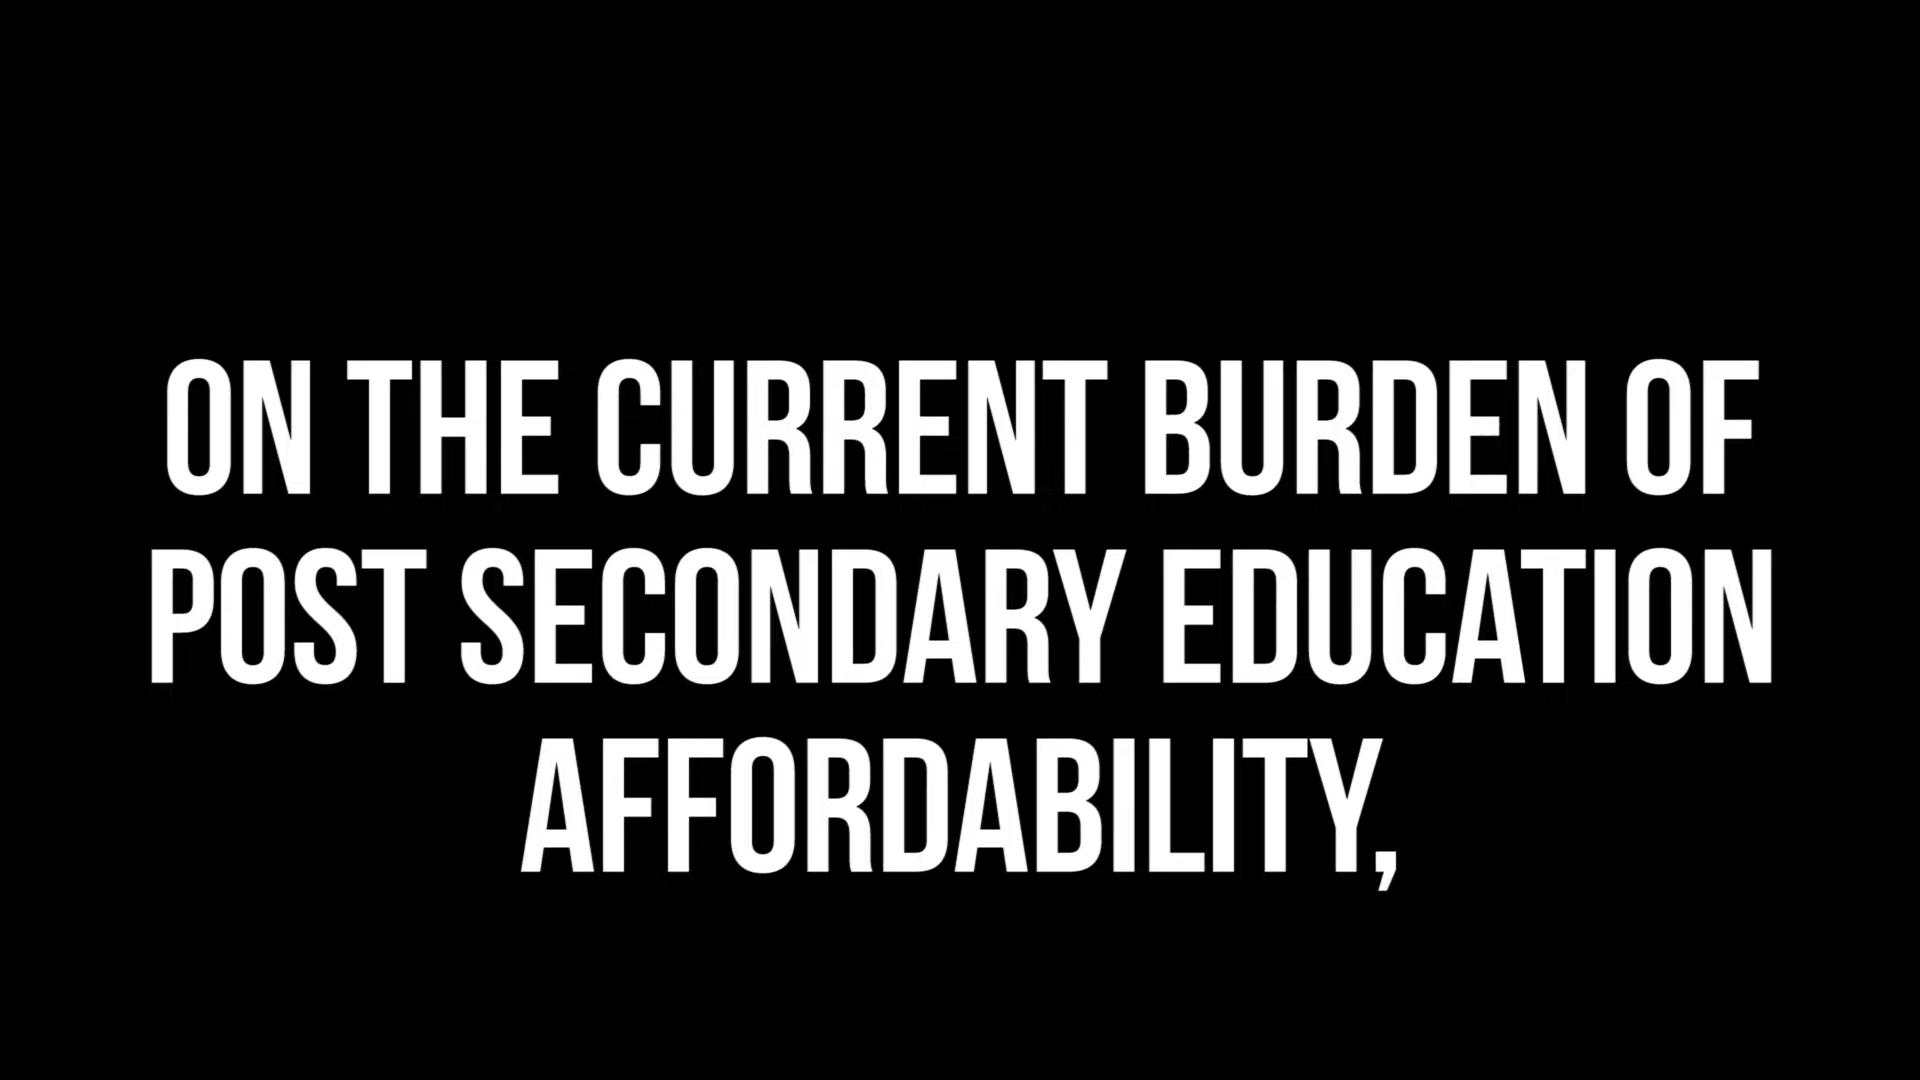 ON THE CURRENT BURDEN OF
POST SECONDARY EDUCATION
AFFORDABILITY,